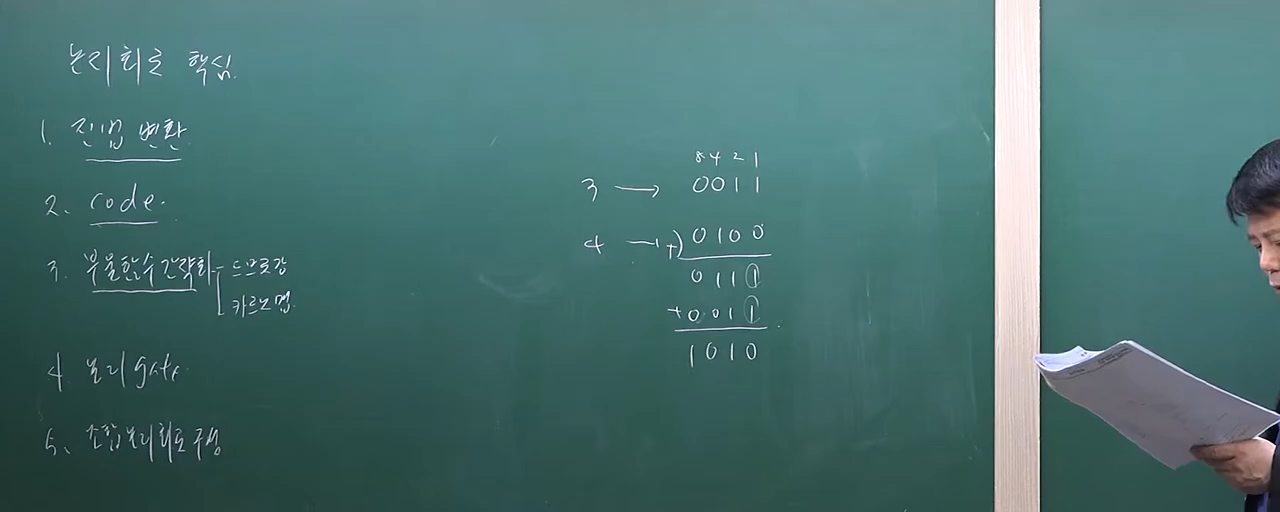 논리회로 핵심.
1. 진법 변환
2. code.
3. 부울함수 간략화 - 드모르강
카르노맵.
4 논리 gate.
5. 조합논리회로 구성
8 4 2 1
3 → 0011
4 → +) 0100
0111
+0011
1010